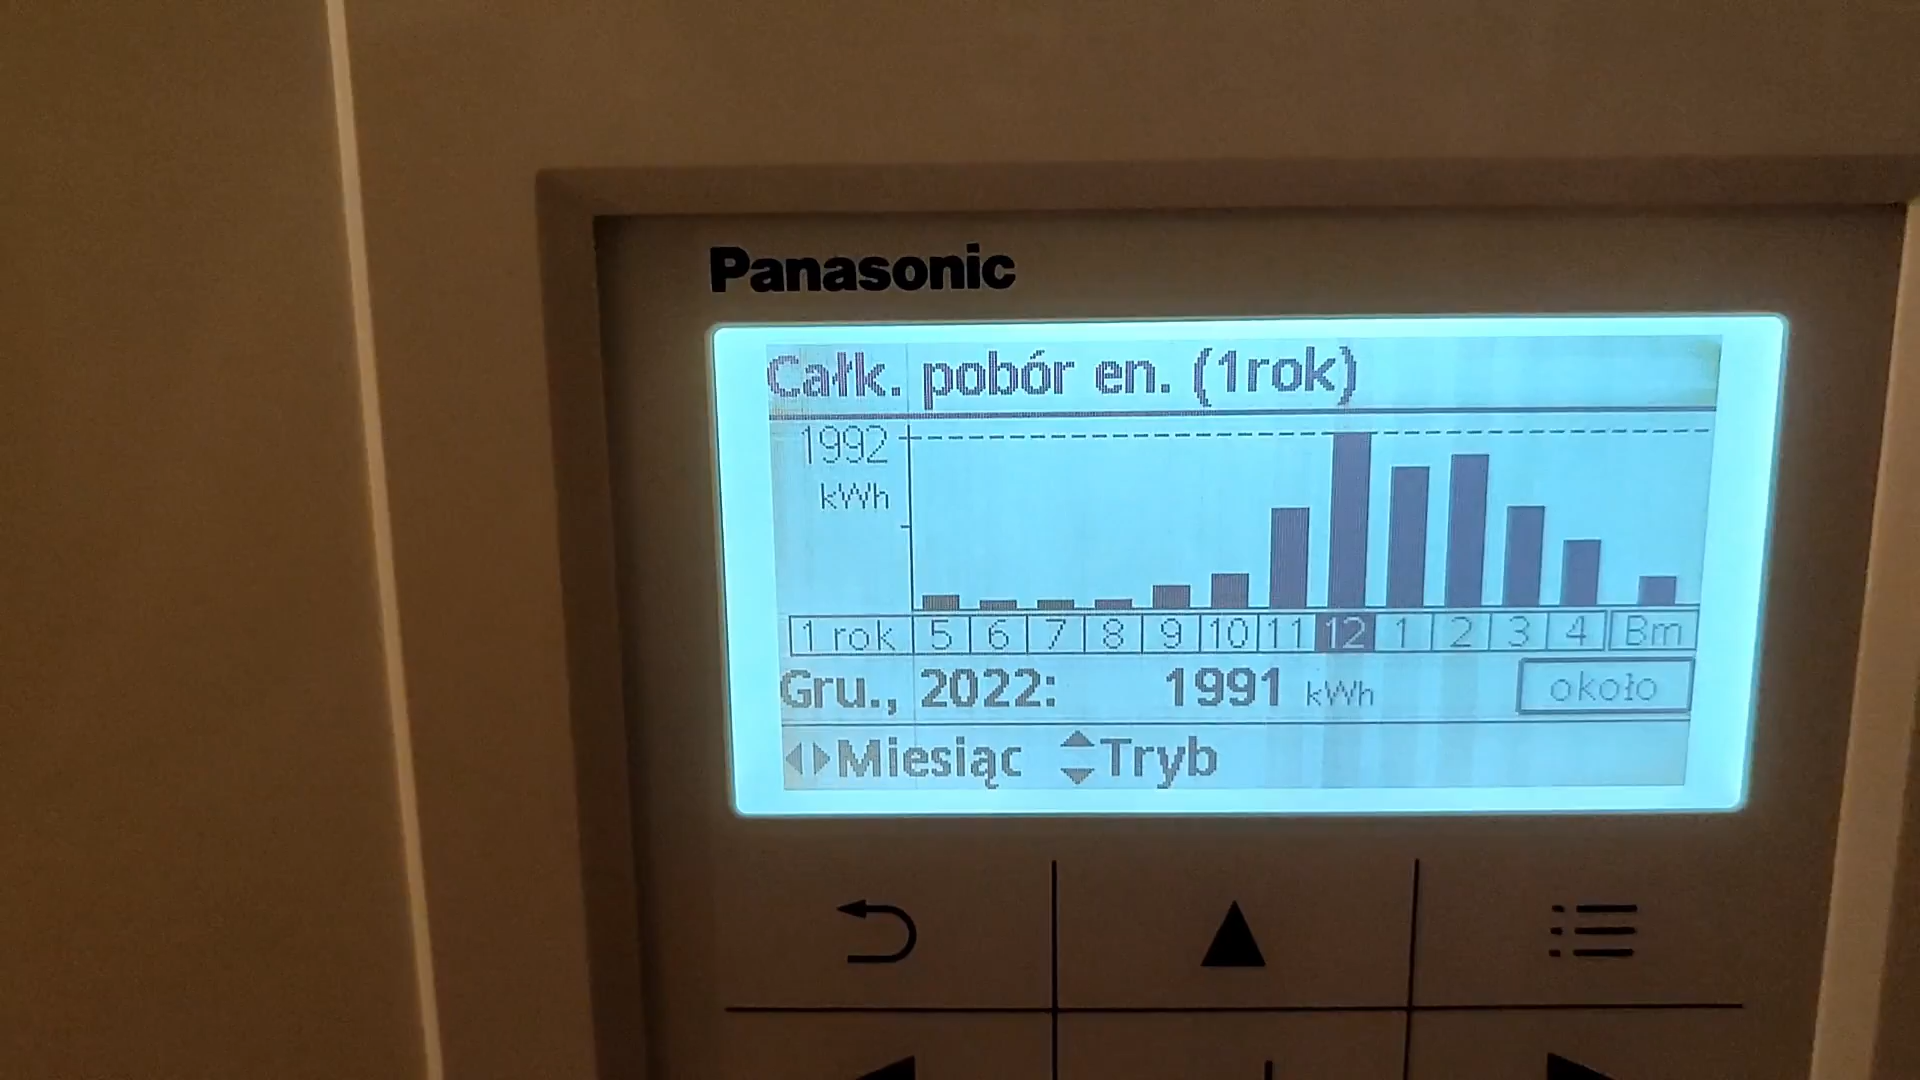 Panasonic
Całk. pobór en. (1rok)
1992
kWh
1 rok 5 6 7 8 9 10 11 12 1 2 3 4 Bm
Gru., 2022: 1991 kWh około
Miesiąc Tryb